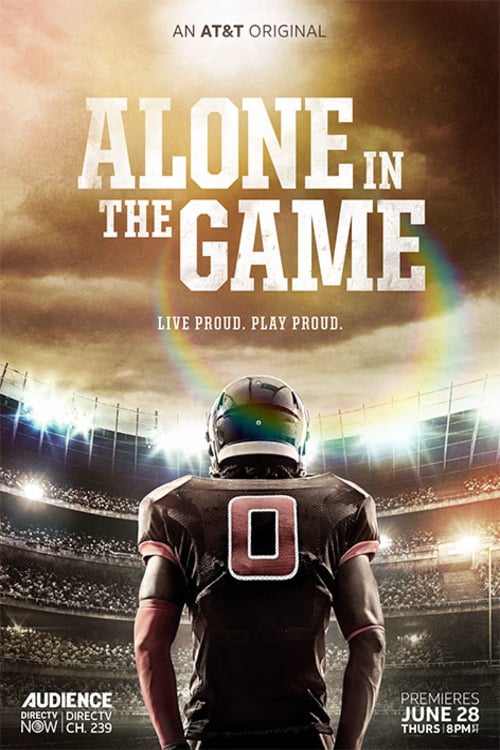 AN AT&T ORIGINAL
ALONE IN
THE GAME
LIVE PROUD. PLAY PROUD.
0
AUDIENCE
DIRECTV NOW
DIRECTV CH. 239
PREMIERES
JUNE 28
THURS 8PM